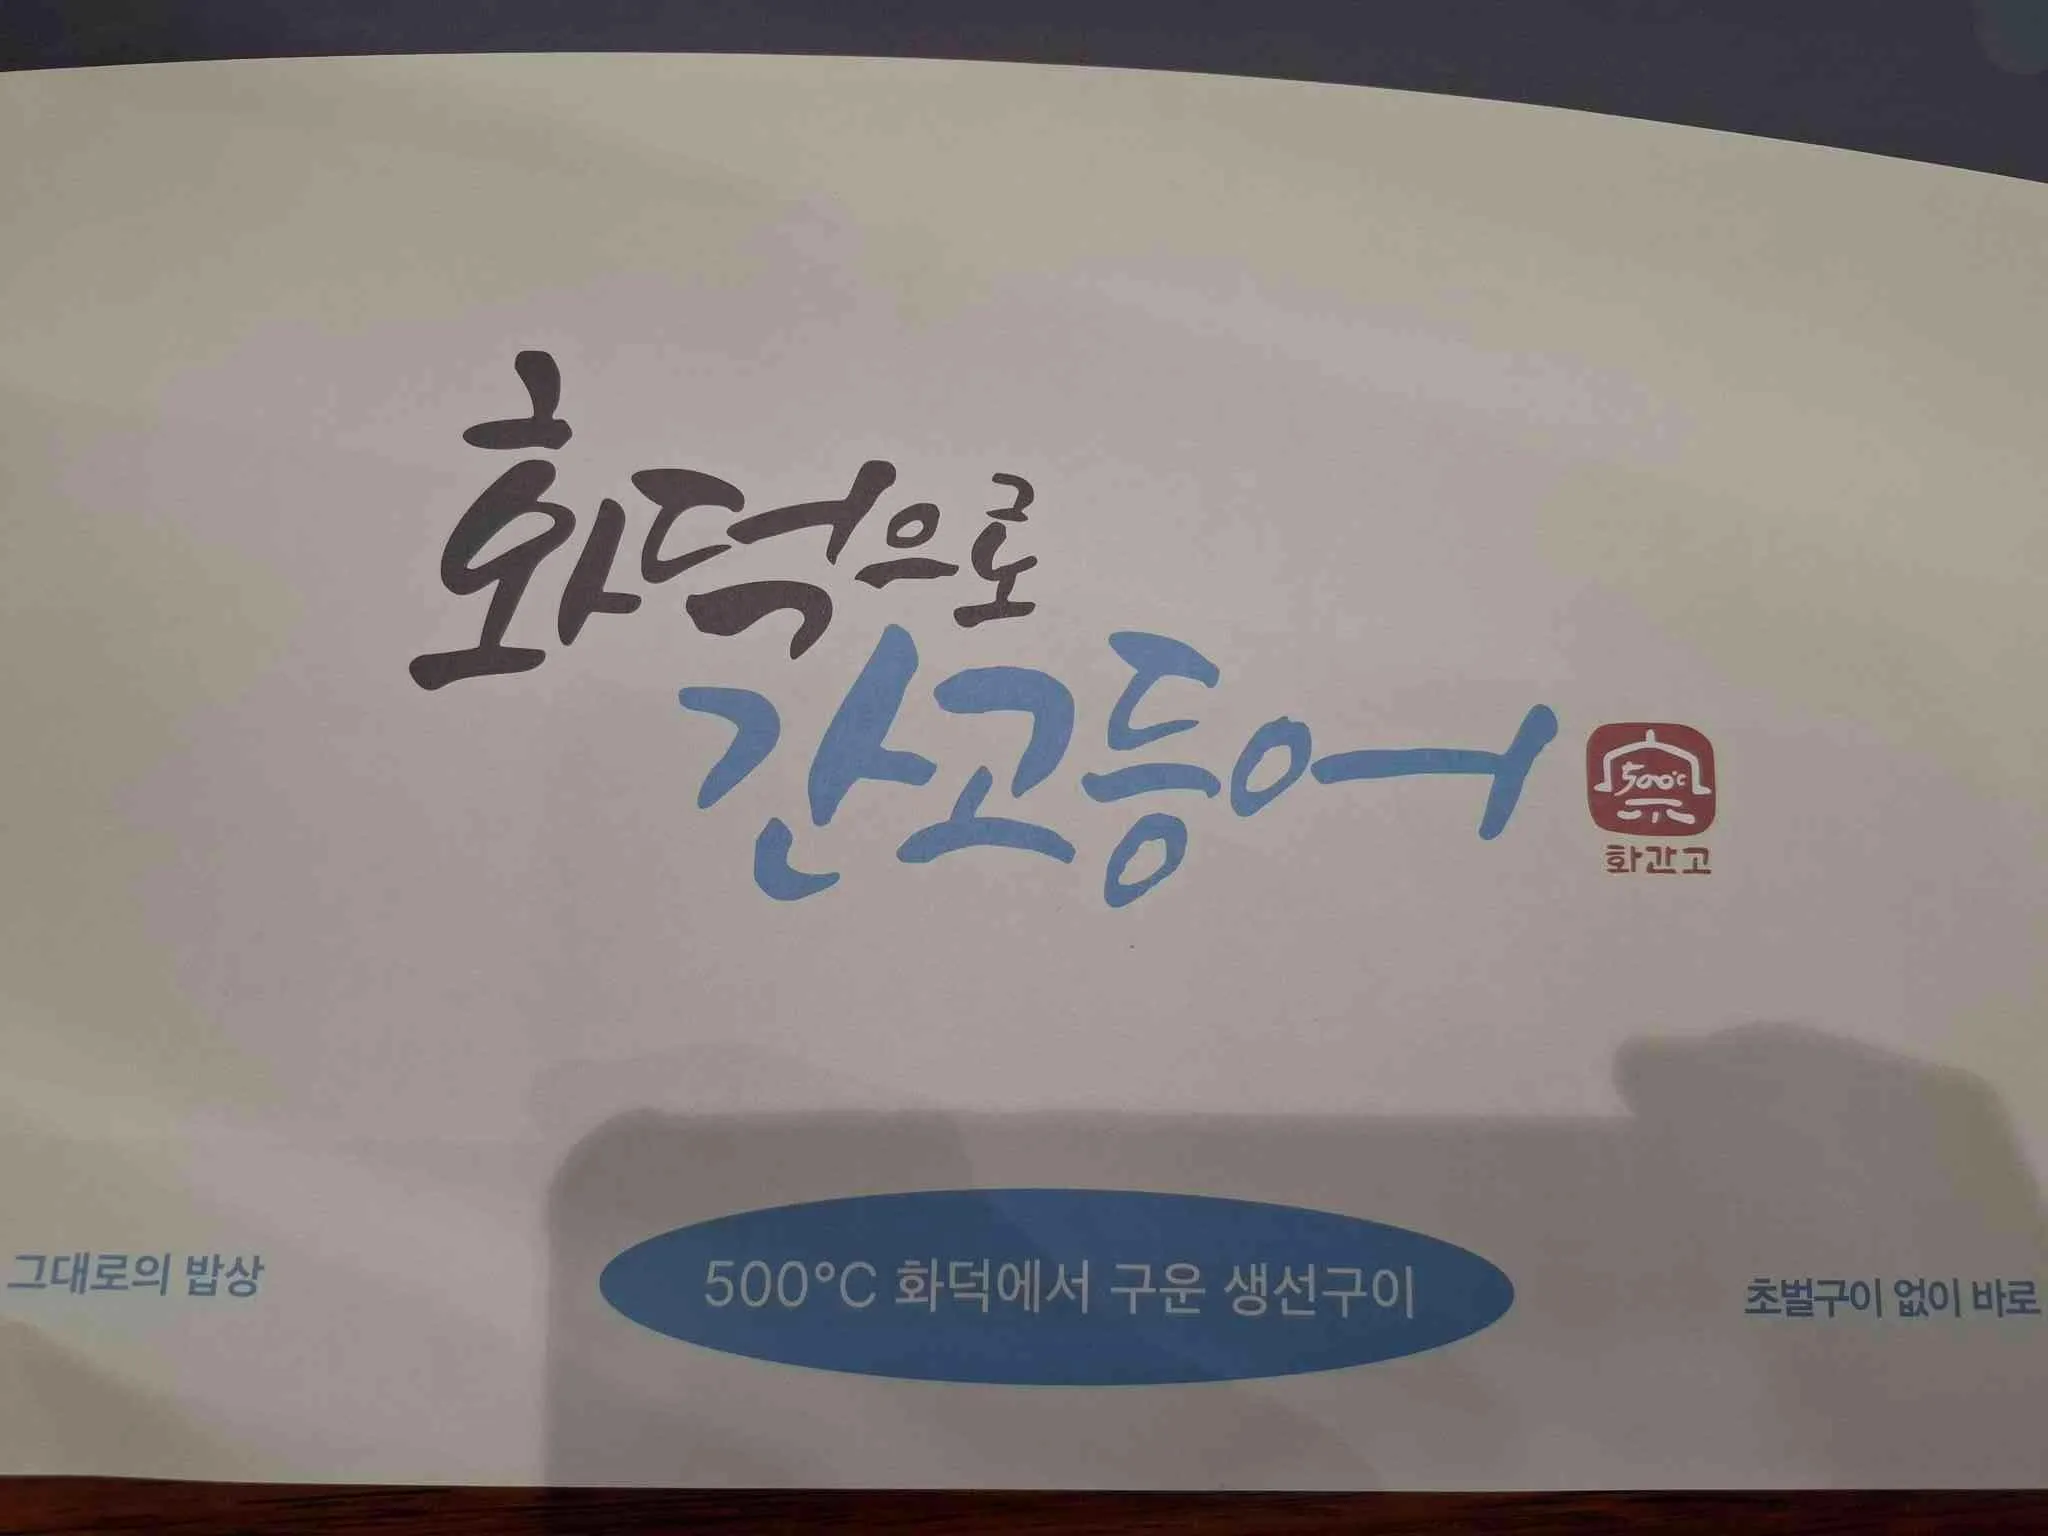 화덕으로
간고등어
500℃
화간고
그대로의 밥상
500℃ 화덕에서 구운 생선구이
초벌구이 없이 바로